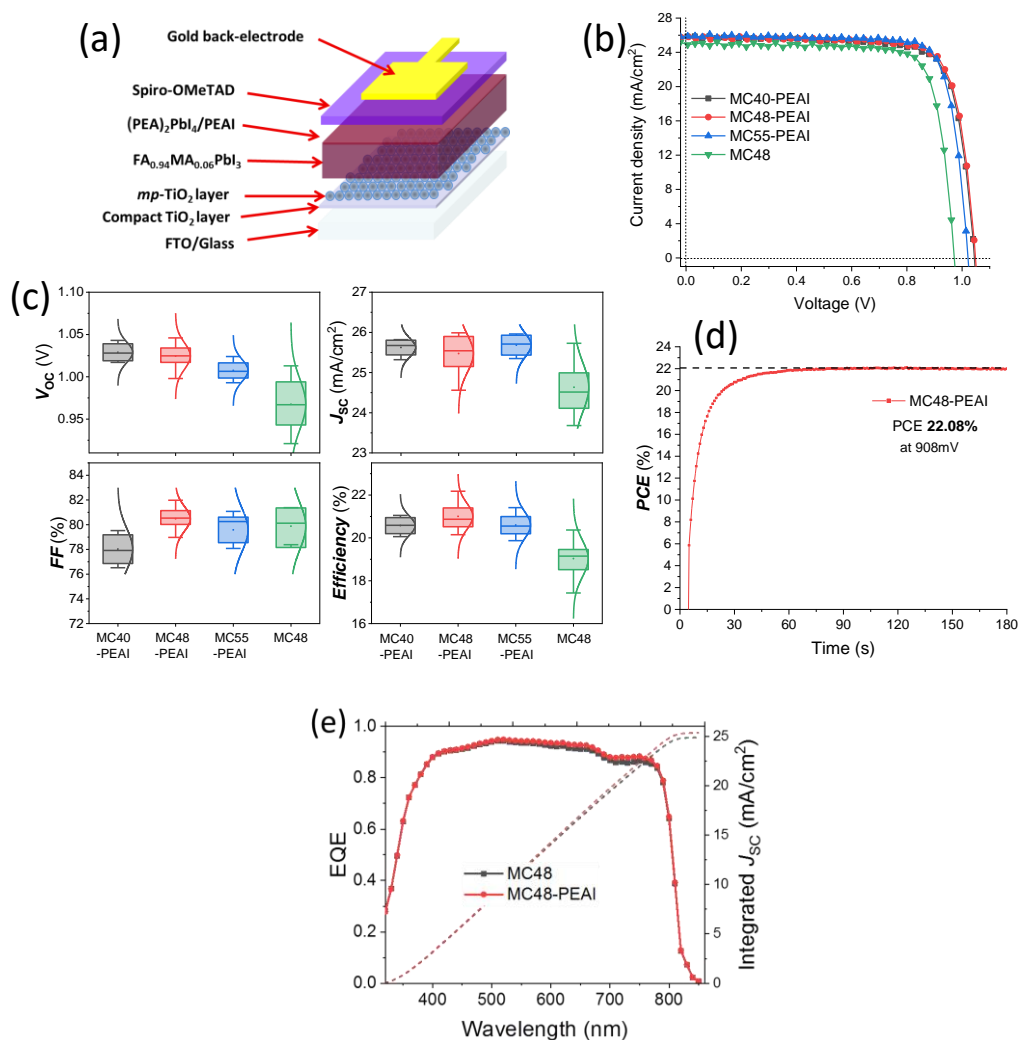 (a)
Gold back-electrode
Spiro-OMeTAD
(PEA)₂PbI₄/PEAI
FA₀.₉₄MA₀.₀₆PbI₃
mp-TiO₂ layer
Compact TiO₂ layer
FTO/Glass
(b)
28
24
20
16
12
8
4
0
Current density (mA/cm²)
MC40-PEAI
MC48-PEAI
MC55-PEAI
MC48
0.0 0.2 0.4 0.6 0.8 1.0
Voltage (V)
(c)
1.10
1.05
1.00
0.95
V_OC (V)
27
26
25
24
23
J_SC (mA/cm²)
84
82
80
78
76
74
72
FF (%)
22
20
18
16
Efficiency (%)
MC40 MC48 MC55 MC48
-PEAI -PEAI -PEAI
MC40 MC48 MC55 MC48
-PEAI -PEAI -PEAI
(d)
24
22
20
18
16
14
12
10
8
6
4
2
0
PCE (%)
MC48-PEAI
PCE 22.08%
at 908mV
0 30 60 90 120 150 180
Time (s)
(e)
1.0
0.8
0.6
0.4
0.2
0.0
EQE
MC48
MC48-PEAI
25
20
15
10
5
0
Integrated J_SC (mA/cm²)
400 500 600 700 800
Wavelength (nm)